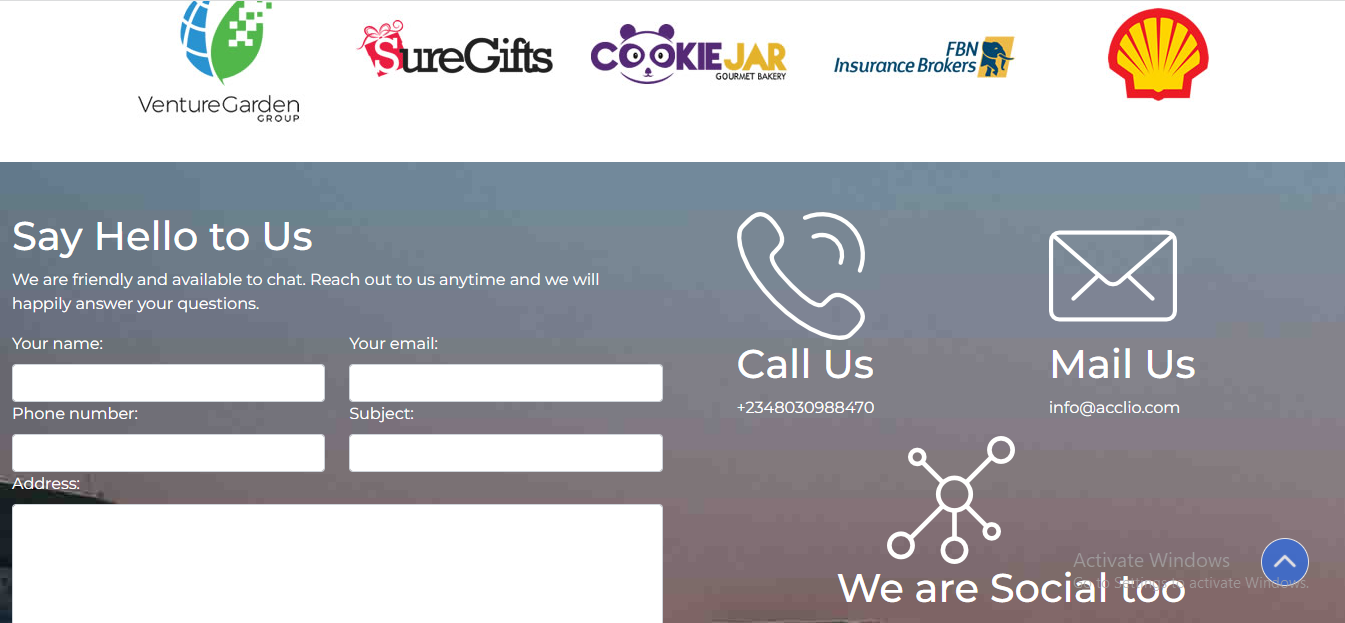 VentureGarden
GROUP
SureGifts
COOKIEJAR
GOURMET BAKERY
FBN
Insurance Brokers
Say Hello to Us
We are friendly and available to chat. Reach out to us anytime and we will
happily answer your questions.
Your name:
Your email:
Phone number:
Subject:
Address:
Call Us
+2348030988470
Mail Us
info@acclio.com
We are Social too
Activate Windows
Go to Settings to activate Windows.